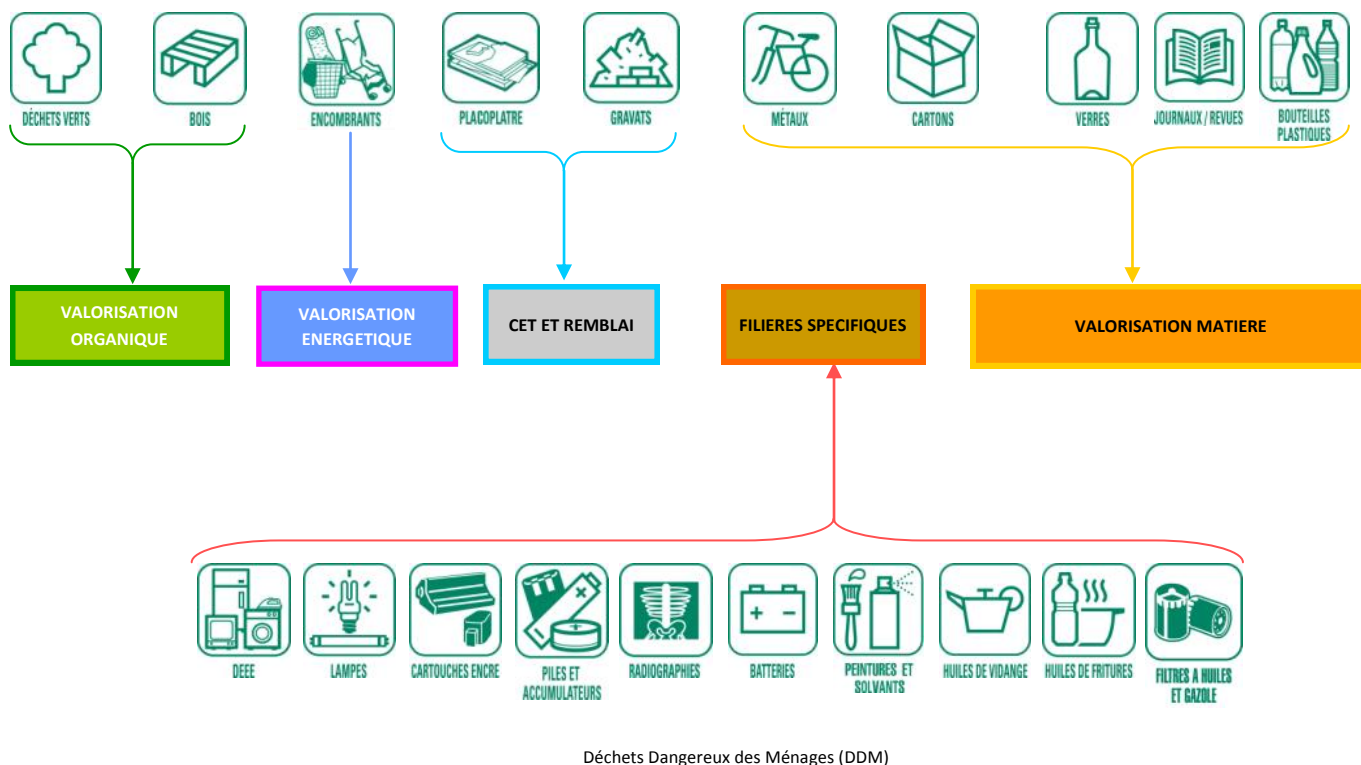 DÉCHETS VERTS
BOIS
ENCOMBRANTS
PLACOPLATRE
GRAVATS
MÉTAUX
CARTONS
VERRES
JOURNAUX / REVUES
BOUTEILLES
PLASTIQUES
VALORISATION
ORGANIQUE
VALORISATION
ENERGETIQUE
CET ET REMBLAI
FILIERES SPECIFIQUES
VALORISATION MATIERE
DEEE
LAMPES
CARTOUCHES ENCRE
PILES ET
ACCUMULATEURS
RADIOGRAPHIES
BATTERIES
PEINTURES ET
SOLVANTS
HUILES DE VIDANGE
HUILES DE FRITURES
FILTRES A HUILES
ET GAZOLE
Déchets Dangereux des Ménages (DDM)